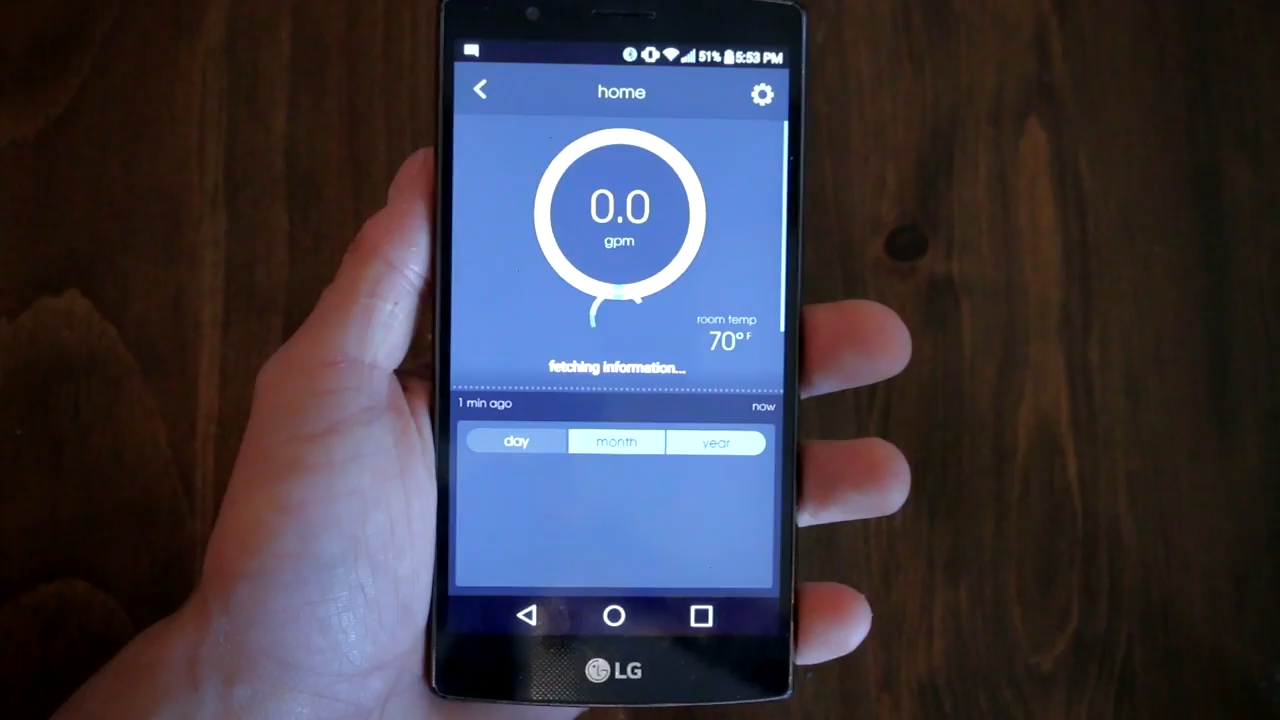 51% 5:53 PM
home
0.0
gpm
room temp
70° F
fetching information...
1 min ago now
day month year
LG